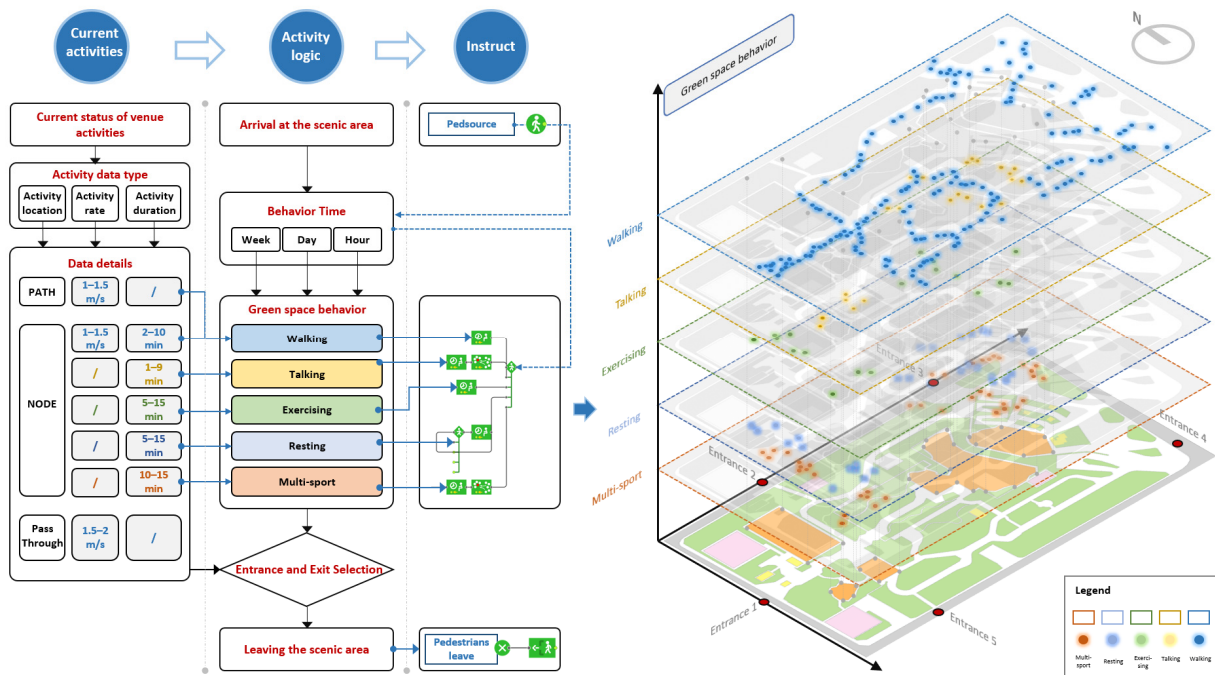 Current
activities
Activity
logic
Instruct
Current status of venue
activities
Activity data type
Activity
location
Activity
rate
Activity
duration
Data details
PATH
1–1.5
m/s
/
NODE
1–1.5
m/s
2–10
min
/
1–9
min
/
5–15
min
/
5–15
min
/
10–15
min
Pass
Through
1.5–2
m/s
/
Arrival at the scenic area
Behavior Time
Week
Day
Hour
Green space behavior
Walking
Talking
Exercising
Resting
Multi-sport
Entrance and Exit Selection
Leaving the scenic area
Pedsource
Pedestrians
leave
Green space behavior
N
Walking
Talking
Exercising
Resting
Multi-sport
Entrance 3
Entrance 4
Entrance 2
Entrance 1
Entrance 5
Legend
Multi-
sport
Resting
Exerci-
sing
Talking
Walking